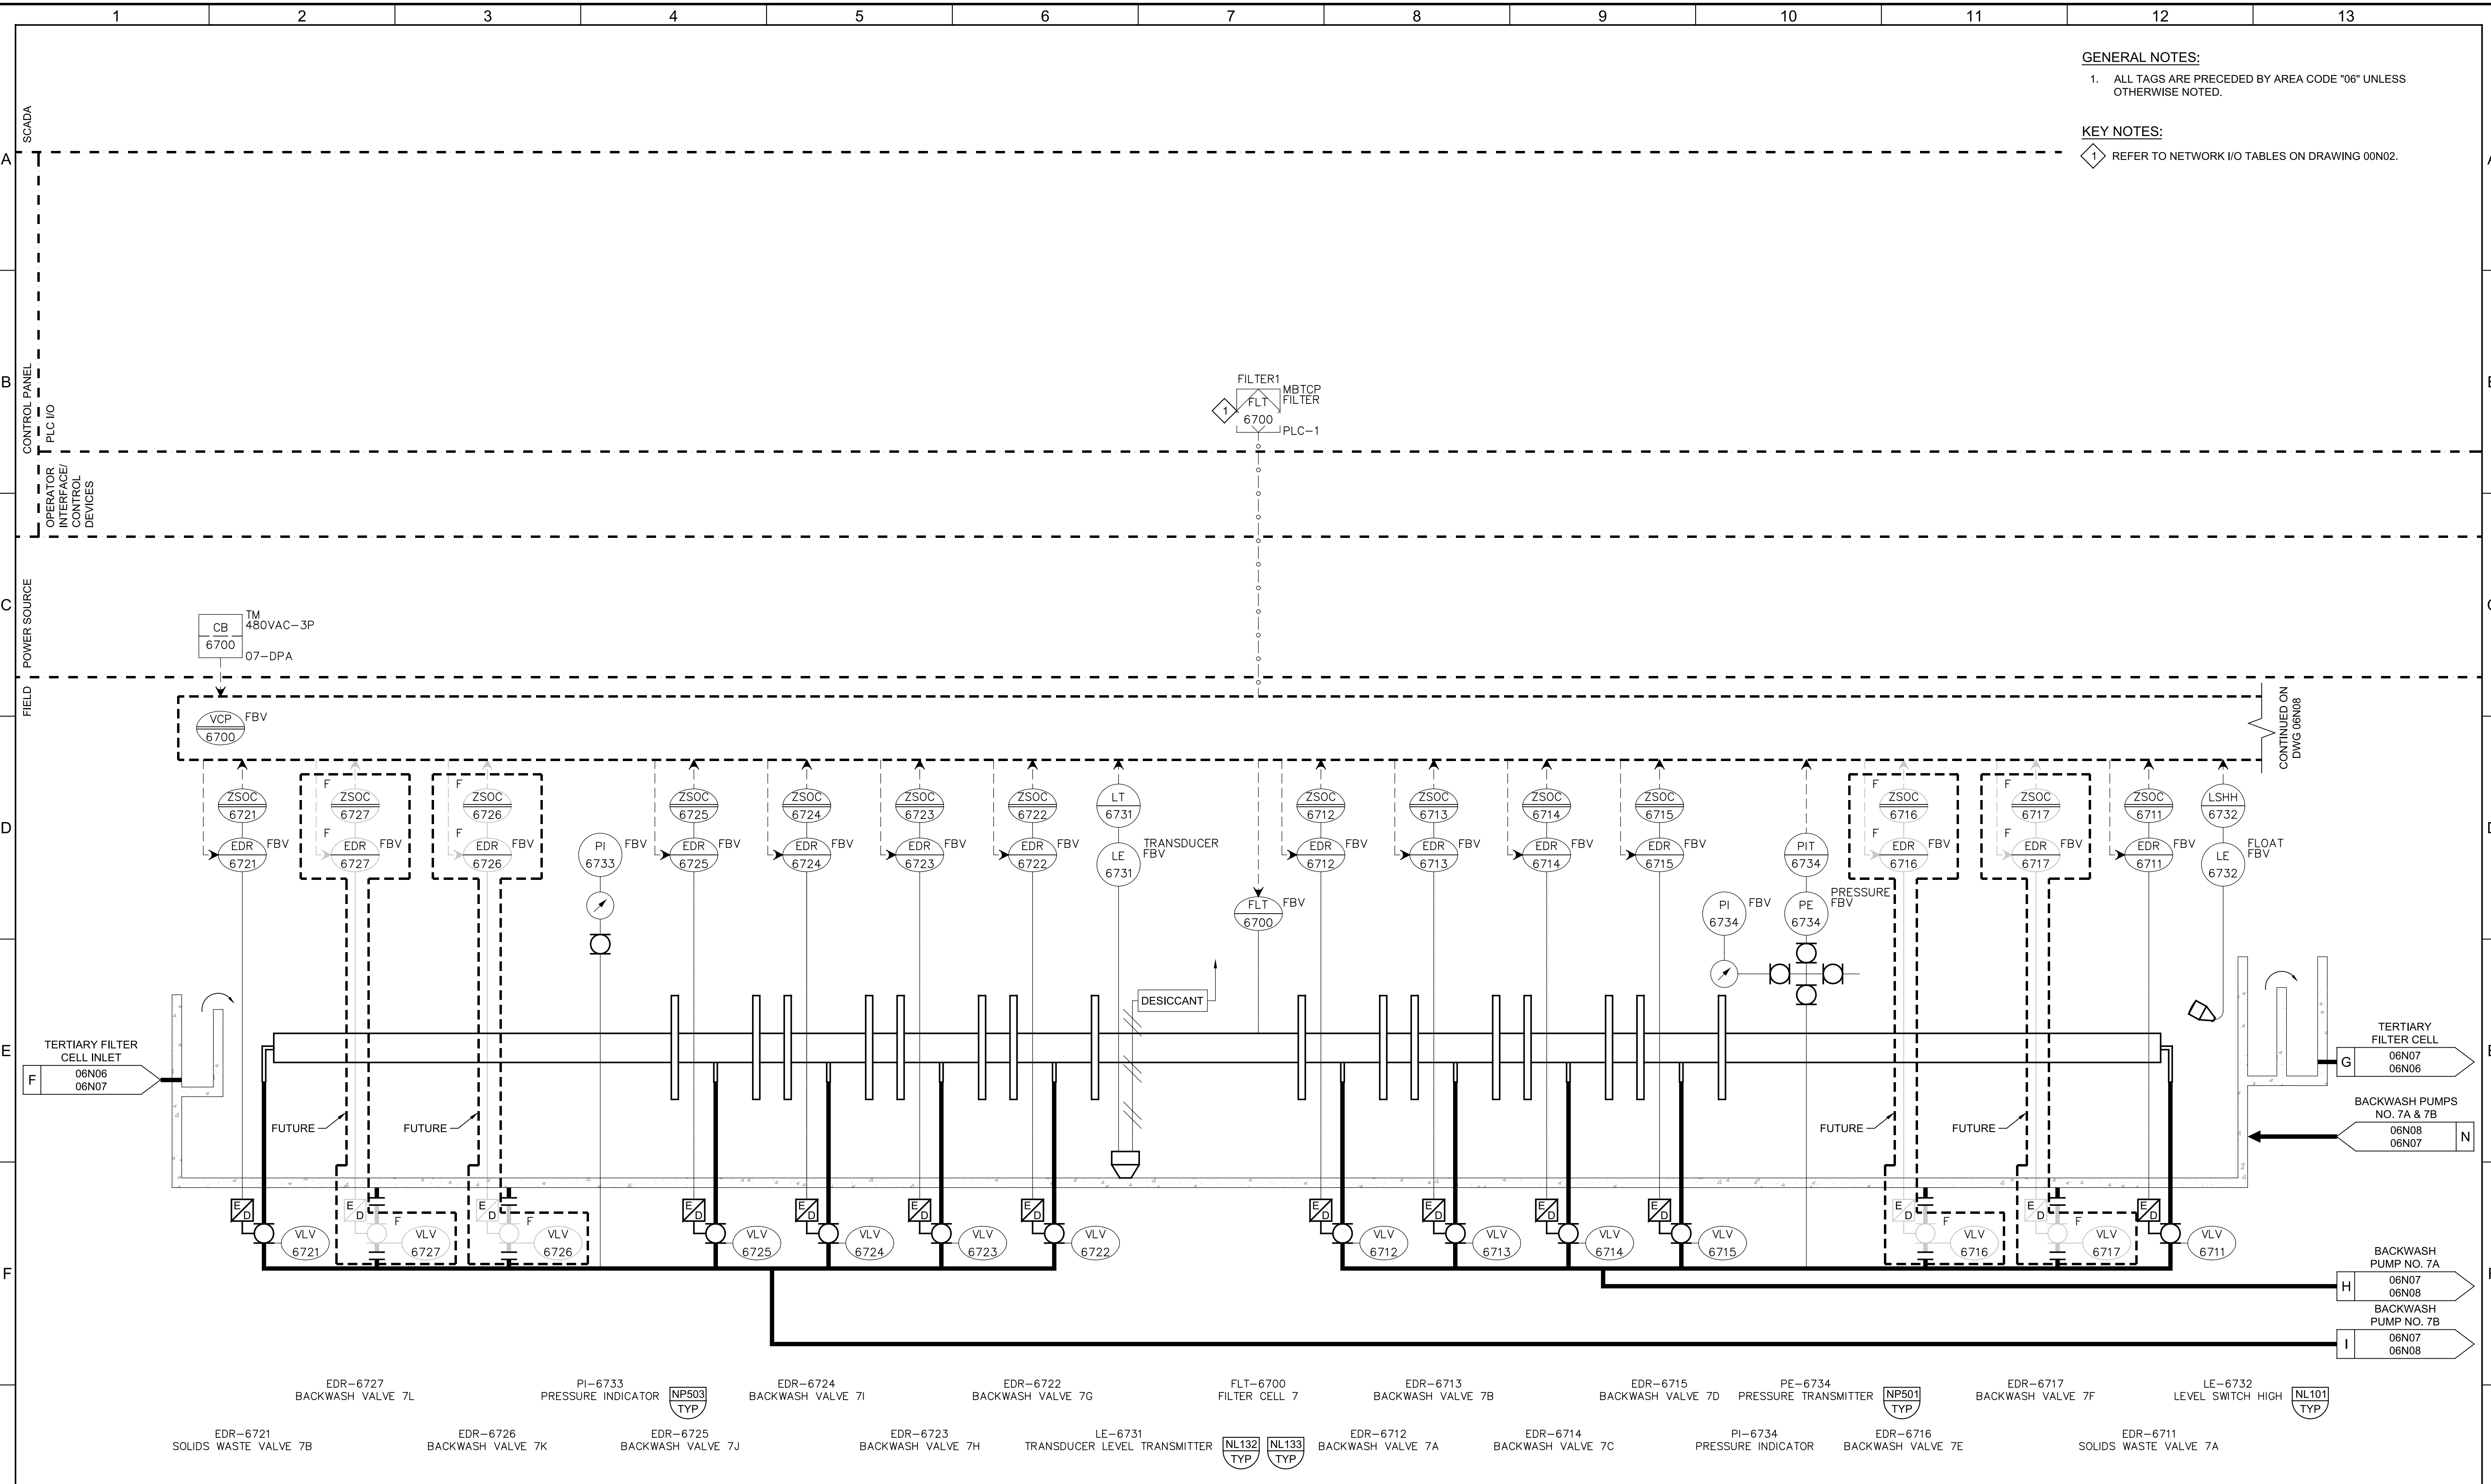 1 2 3 4 5 6 7 8 9 10 11 12 13
GENERAL NOTES:
1. ALL TAGS ARE PRECEDED BY AREA CODE "06" UNLESS
OTHERWISE NOTED.
KEY NOTES:
1 REFER TO NETWORK I/O TABLES ON DRAWING 00N02.
A
B
C
D
E
F
SCADA
CONTROL PANEL
PLC I/O
OPERATOR
INTERFACE/
CONTROL
DEVICES
POWER SOURCE
FIELD
FILTER1
MBTCP
FILTER
1
FLT
6700
PLC-1
TM
480VAC-3P
CB
6700
07-DPA
VCP
6700
FBV
CONTINUED ON
DWG 06N08
ZSOC
6721
EDR
6721
FBV
F
ZSOC
6727
F
EDR
6727
FBV
F
ZSOC
6726
F
EDR
6726
FBV
PI
6733
FBV
ZSOC
6725
EDR
6725
FBV
ZSOC
6724
EDR
6724
FBV
ZSOC
6723
EDR
6723
FBV
ZSOC
6722
EDR
6722
FBV
LT
6731
LE
6731
TRANSDUCER
FBV
FLT
6700
FBV
ZSOC
6712
EDR
6712
FBV
ZSOC
6713
EDR
6713
FBV
ZSOC
6714
EDR
6714
FBV
ZSOC
6715
EDR
6715
FBV
PI
6734
FBV
PIT
6734
PE
6734
PRESSURE
FBV
F
ZSOC
6716
F
EDR
6716
FBV
F
ZSOC
6717
F
EDR
6717
FBV
ZSOC
6711
EDR
6711
FBV
LSHH
6732
LE
6732
FLOAT
FBV
DESICCANT
TERTIARY FILTER
CELL INLET
F
06N06
06N07
TERTIARY
FILTER CELL
G
06N07
06N06
BACKWASH PUMPS
NO. 7A & 7B
06N08
06N07
N
FUTURE
FUTURE
FUTURE
FUTURE
E D
VLV
6721
E D
F
VLV
6727
E D
F
VLV
6726
E D
VLV
6725
E D
VLV
6724
E D
VLV
6723
E D
VLV
6722
E D
VLV
6712
E D
VLV
6713
E D
VLV
6714
E D
VLV
6715
E D
F
VLV
6716
E D
F
VLV
6717
E D
VLV
6711
BACKWASH
PUMP NO. 7A
H
06N07
06N08
BACKWASH
PUMP NO. 7B
I
06N07
06N08
EDR-6727
BACKWASH VALVE 7L
PI-6733
PRESSURE INDICATOR
NP503
TYP
EDR-6724
BACKWASH VALVE 7I
EDR-6722
BACKWASH VALVE 7G
FLT-6700
FILTER CELL 7
EDR-6713
BACKWASH VALVE 7B
EDR-6715
BACKWASH VALVE 7D
PE-6734
PRESSURE TRANSMITTER
NP501
TYP
EDR-6717
BACKWASH VALVE 7F
LE-6732
LEVEL SWITCH HIGH
NL101
TYP
EDR-6721
SOLIDS WASTE VALVE 7B
EDR-6726
BACKWASH VALVE 7K
EDR-6725
BACKWASH VALVE 7J
EDR-6723
BACKWASH VALVE 7H
LE-6731
TRANSDUCER LEVEL TRANSMITTER
NL132
TYP
NL133
TYP
EDR-6712
BACKWASH VALVE 7A
EDR-6714
BACKWASH VALVE 7C
PI-6734
PRESSURE INDICATOR
EDR-6716
BACKWASH VALVE 7E
EDR-6711
SOLIDS WASTE VALVE 7A